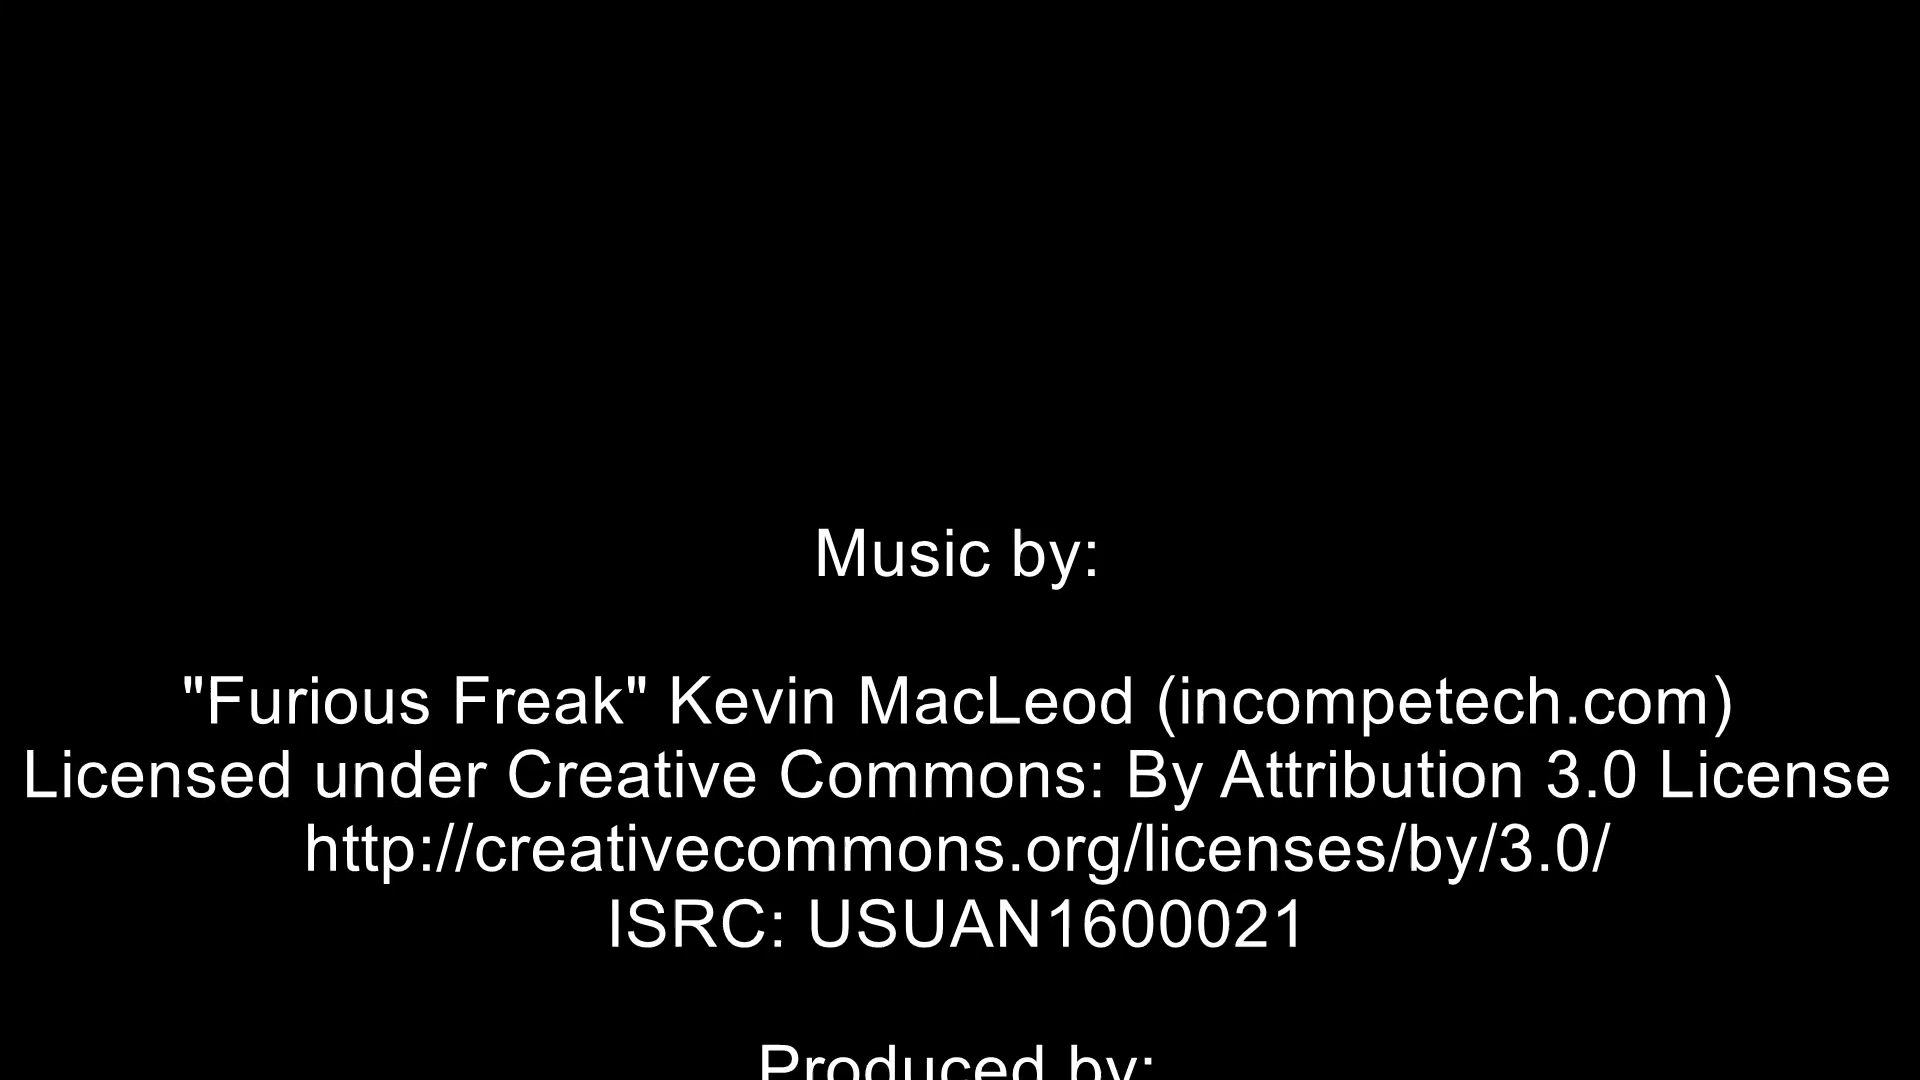 Music by:
"Furious Freak" Kevin MacLeod (incompetech.com)
Licensed under Creative Commons: By Attribution 3.0 License
http://creativecommons.org/licenses/by/3.0/
ISRC: USUAN1600021
Produced by: